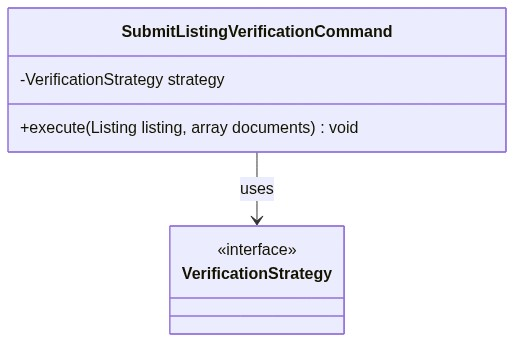 SubmitListingVerificationCommand
-VerificationStrategy strategy
+execute(Listing listing, array documents) : void
uses
«interface»
VerificationStrategy